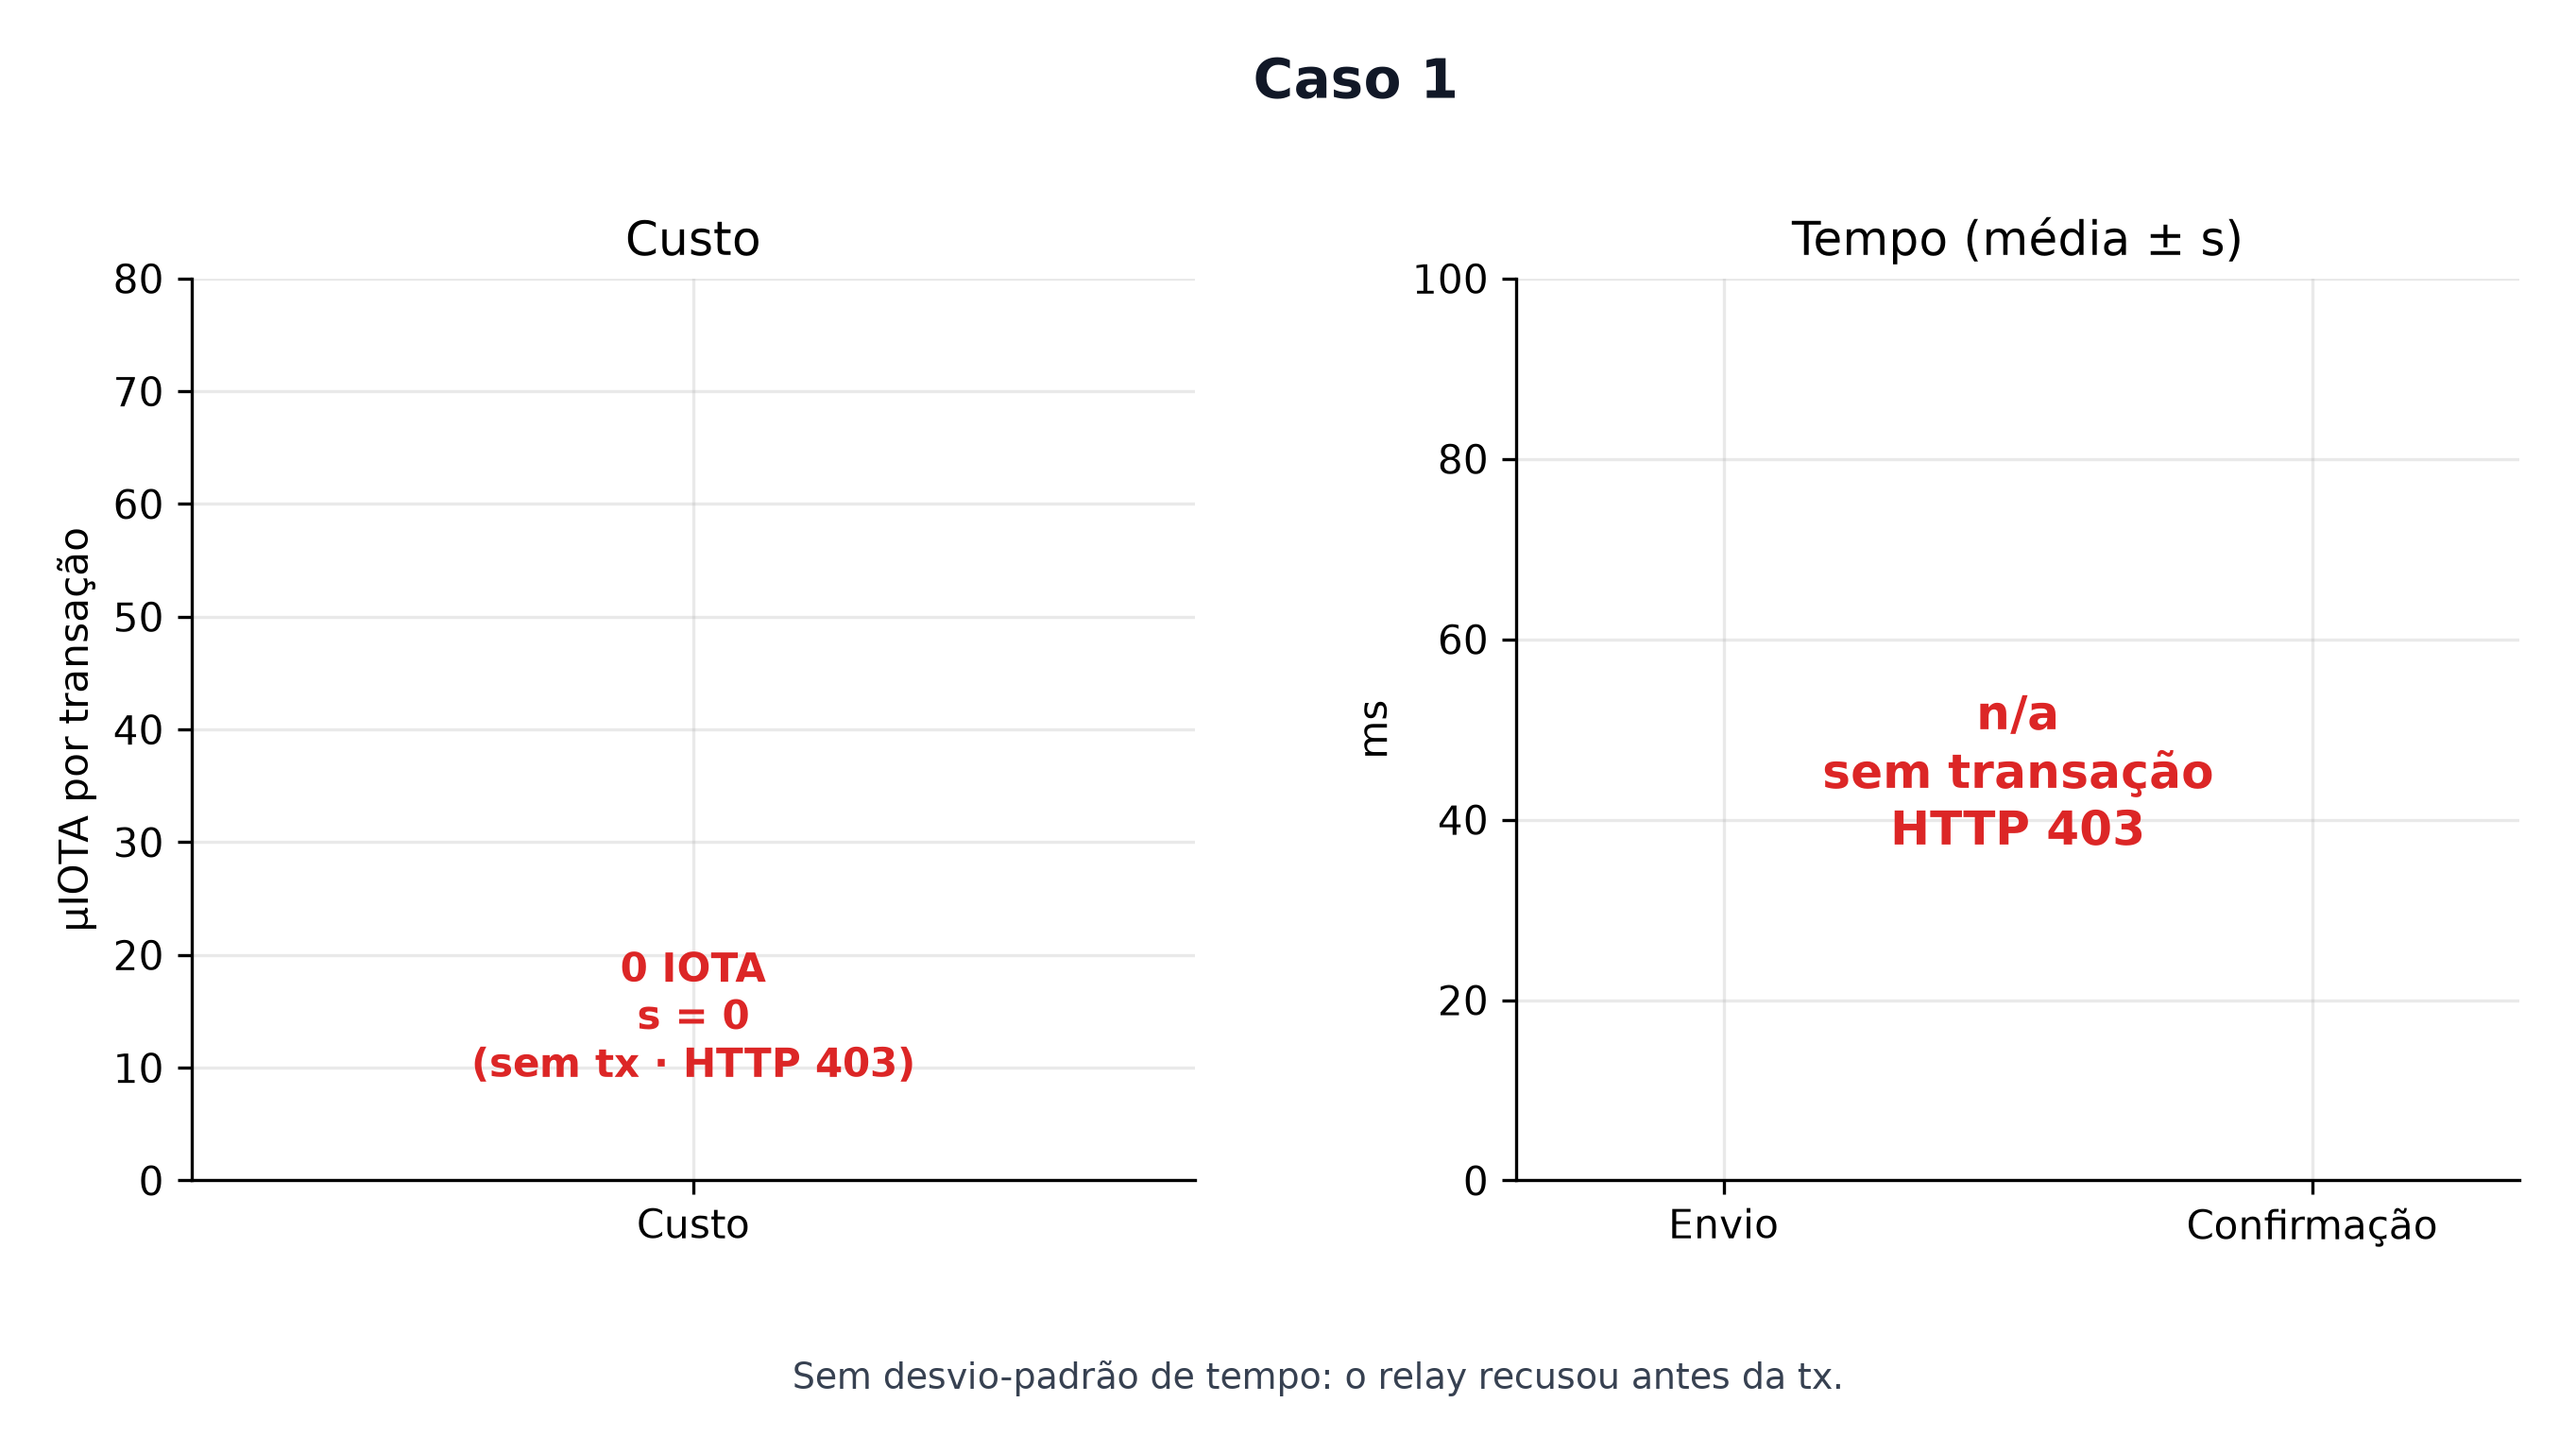 Caso 1
Custo
80
70
60
50
40
30
20
10
0
µIOTA por transação
0 IOTA
s = 0
(sem tx · HTTP 403)
Custo
Tempo (média ± s)
100
80
60
40
20
0
ms
n/a
sem transação
HTTP 403
Envio
Confirmação
Sem desvio-padrão de tempo: o relay recusou antes da tx.